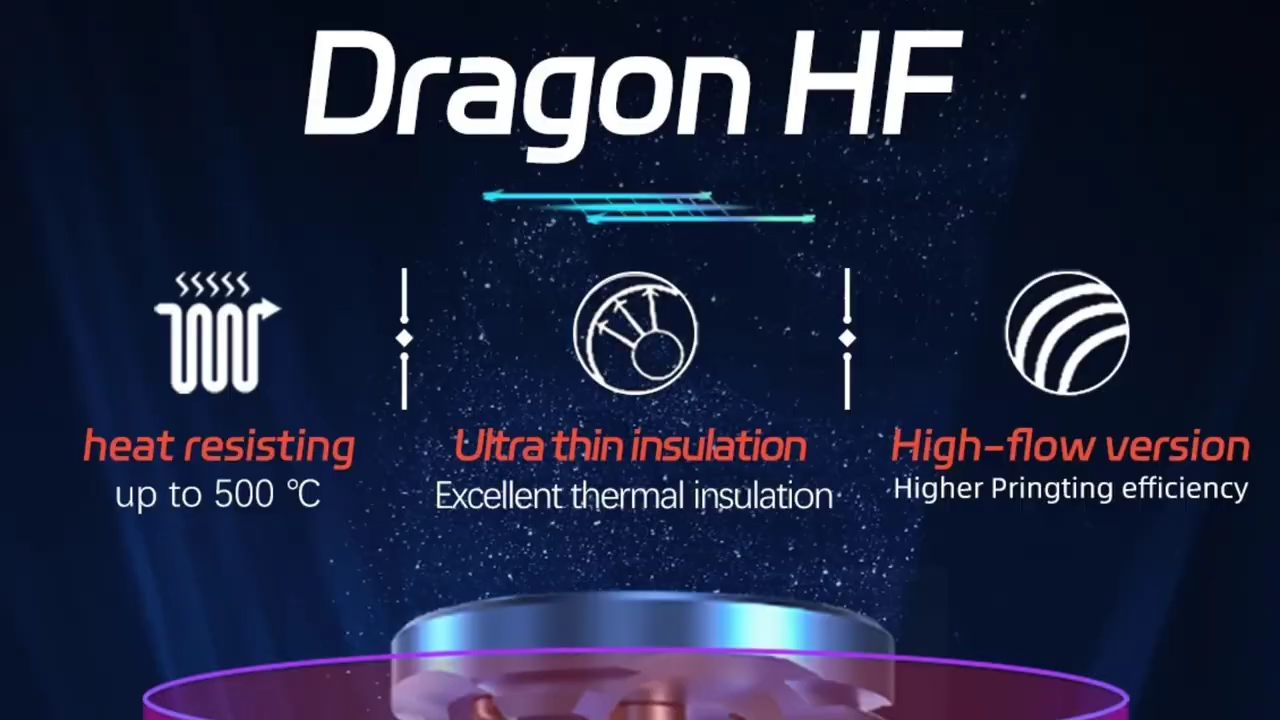 Dragon HF
heat resisting
up to 500 ℃
Ultra thin insulation
Excellent thermal insulation
High-flow version
Higher Pringting efficiency